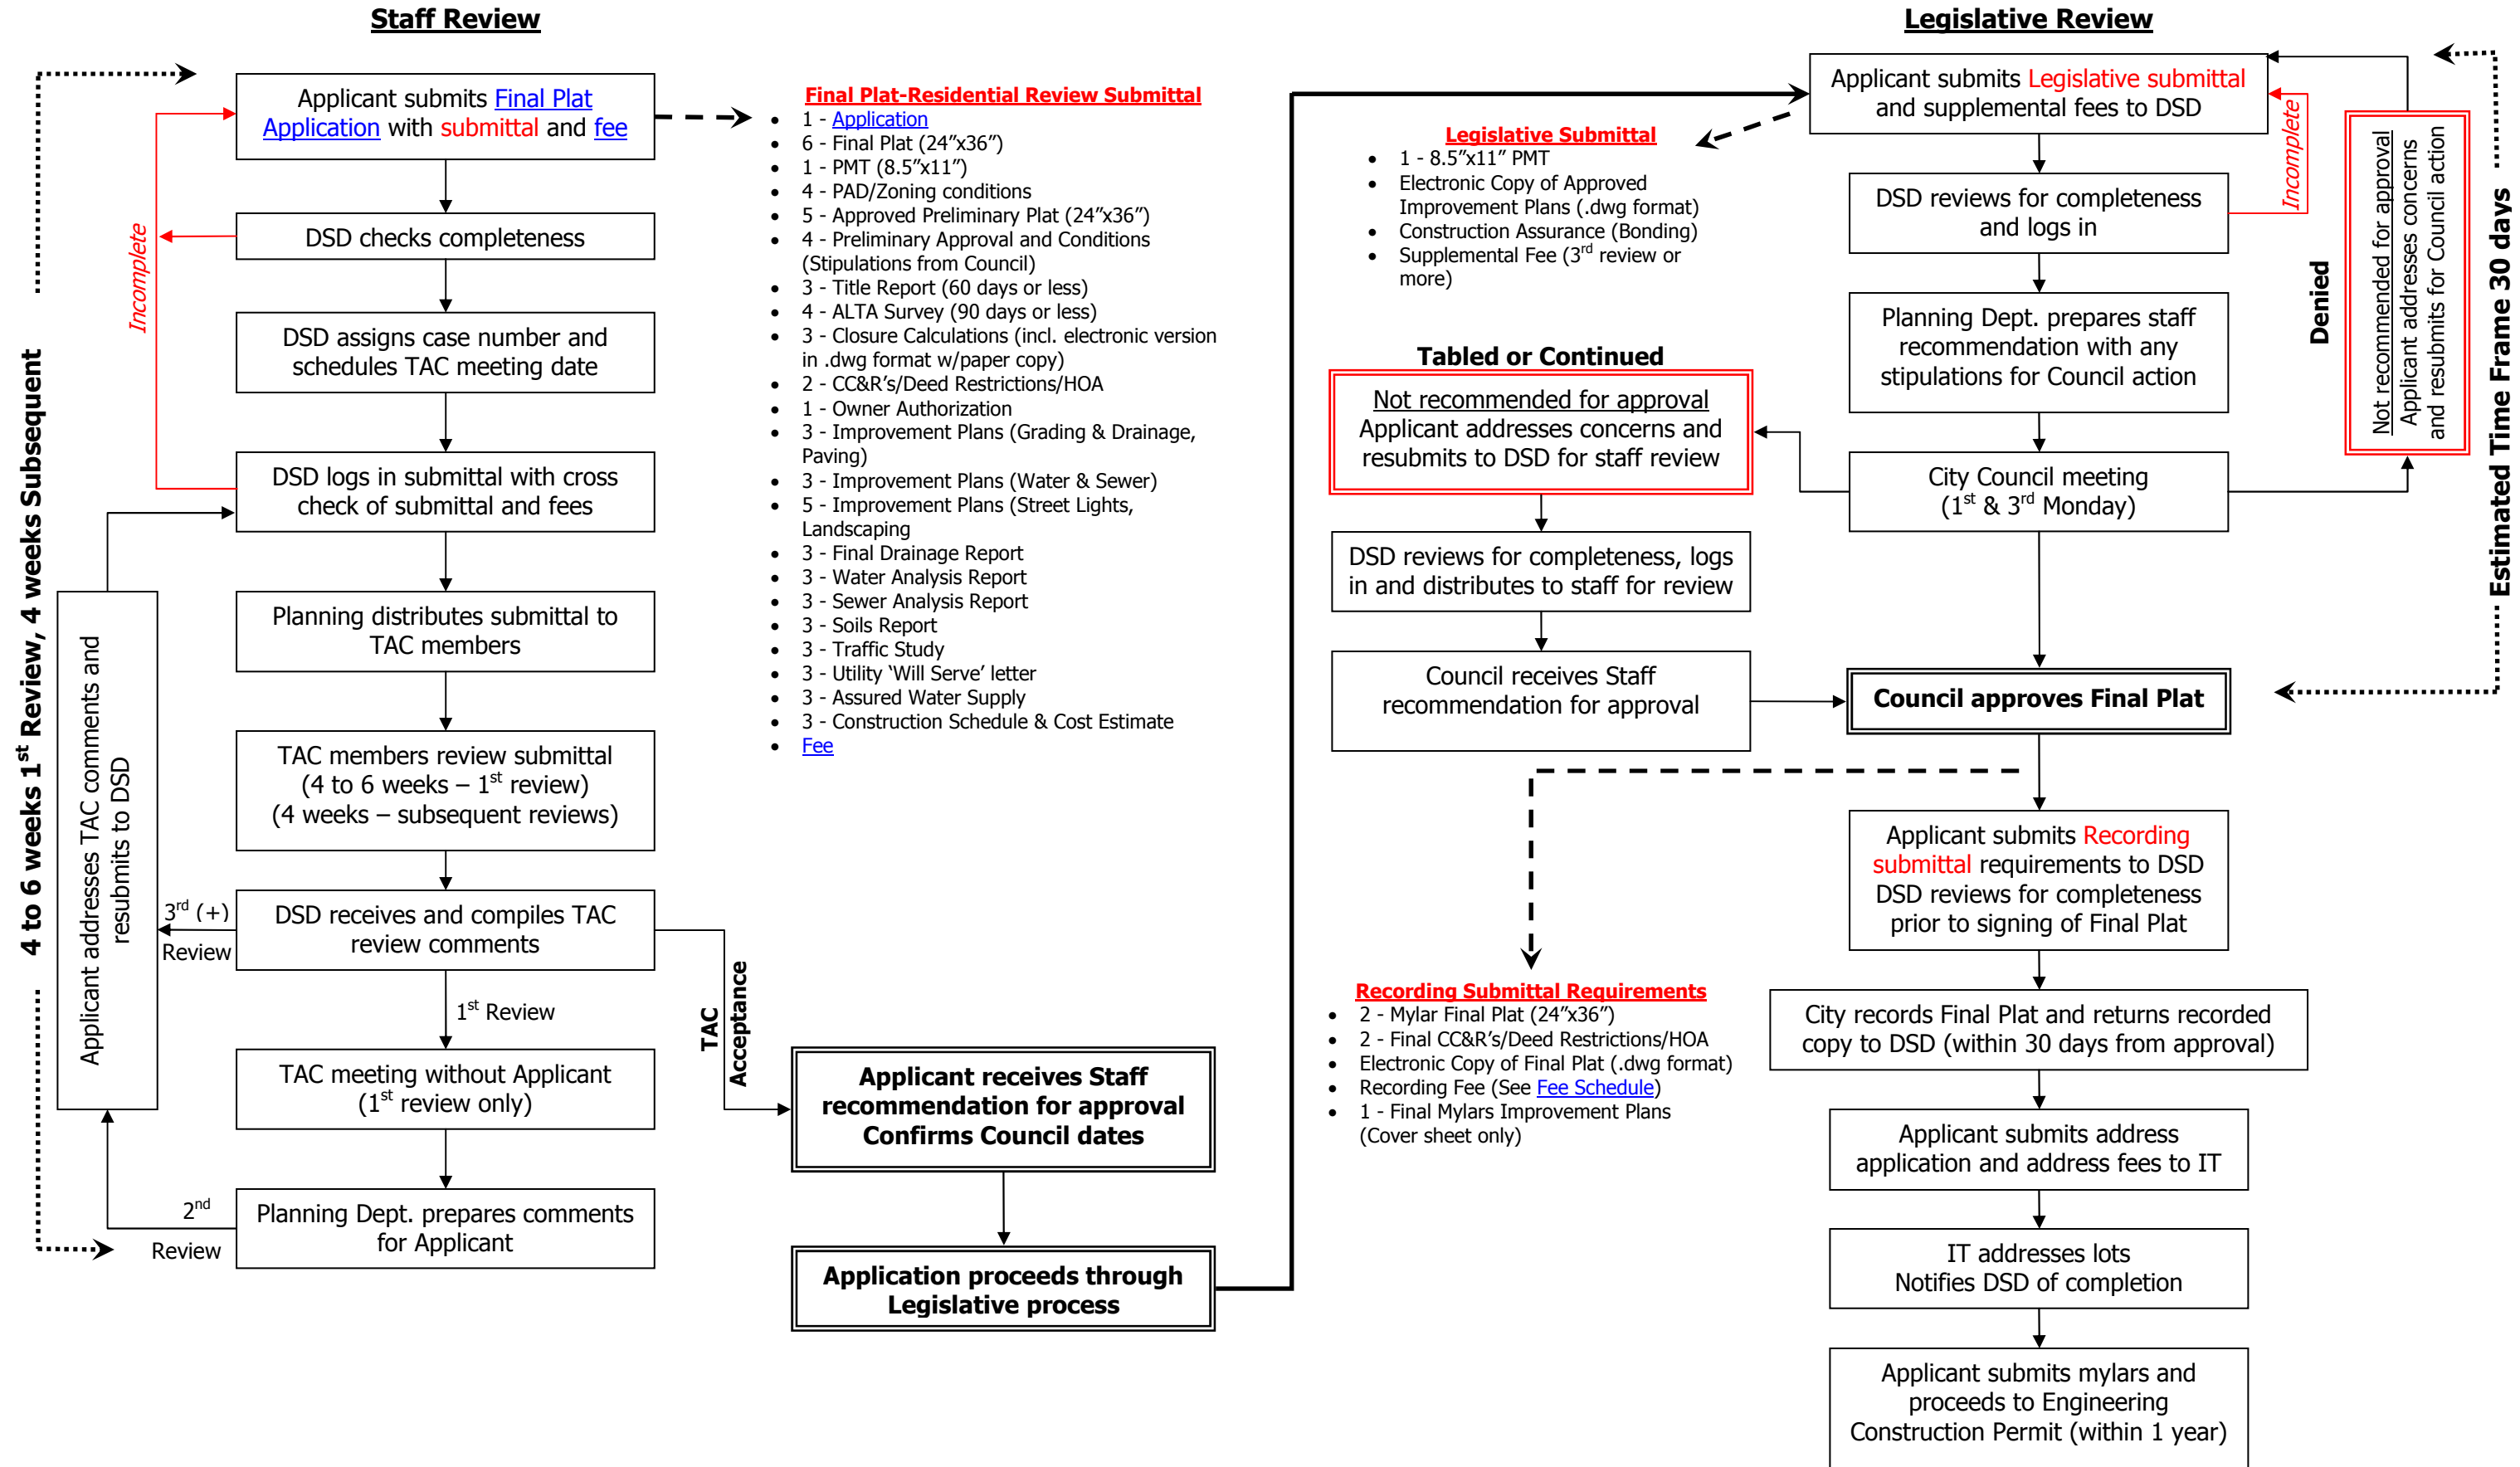 Staff Review
Applicant submits Final Plat
Application with submittal and fee
DSD checks completeness
DSD assigns case number and
schedules TAC meeting date
DSD logs in submittal with cross
check of submittal and fees
Planning distributes submittal to
TAC members
TAC members review submittal
(4 to 6 weeks – 1st review)
(4 weeks – subsequent reviews)
DSD receives and compiles TAC
review comments
1st Review
TAC meeting without Applicant
(1st review only)
Planning Dept. prepares comments
for Applicant
Incomplete
4 to 6 weeks 1st Review, 4 weeks Subsequent
Applicant addresses TAC comments and
resubmits to DSD
3rd (+)
Review
2nd
Review
TAC
Acceptance
Applicant receives Staff
recommendation for approval
Confirms Council dates
Application proceeds through
Legislative process
Final Plat-Residential Review Submittal
• 1 - Application
• 6 - Final Plat (24”x36”)
• 1 - PMT (8.5”x11”)
• 4 - PAD/Zoning conditions
• 5 - Approved Preliminary Plat (24”x36”)
• 4 - Preliminary Approval and Conditions
(Stipulations from Council)
• 3 - Title Report (60 days or less)
• 4 - ALTA Survey (90 days or less)
• 3 - Closure Calculations (incl. electronic version
in .dwg format w/paper copy)
• 2 - CC&R’s/Deed Restrictions/HOA
• 1 - Owner Authorization
• 3 - Improvement Plans (Grading & Drainage,
Paving)
• 3 - Improvement Plans (Water & Sewer)
• 5 - Improvement Plans (Street Lights,
Landscaping
• 3 - Final Drainage Report
• 3 - Water Analysis Report
• 3 - Sewer Analysis Report
• 3 - Soils Report
• 3 - Traffic Study
• 3 - Utility ‘Will Serve’ letter
• 3 - Assured Water Supply
• 3 - Construction Schedule & Cost Estimate
• Fee
Legislative Review
Applicant submits Legislative submittal
and supplemental fees to DSD
DSD reviews for completeness
and logs in
Planning Dept. prepares staff
recommendation with any
stipulations for Council action
City Council meeting
(1st & 3rd Monday)
Council approves Final Plat
Applicant submits Recording
submittal requirements to DSD
DSD reviews for completeness
prior to signing of Final Plat
City records Final Plat and returns recorded
copy to DSD (within 30 days from approval)
Applicant submits address
application and address fees to IT
IT addresses lots
Notifies DSD of completion
Applicant submits mylars and
proceeds to Engineering
Construction Permit (within 1 year)
Incomplete
Denied
Not recommended for approval
Applicant addresses concerns
and resubmits for Council action
Estimated Time Frame 30 days
Legislative Submittal
• 1 - 8.5”x11” PMT
• Electronic Copy of Approved
Improvement Plans (.dwg format)
• Construction Assurance (Bonding)
• Supplemental Fee (3rd review or
more)
Tabled or Continued
Not recommended for approval
Applicant addresses concerns and
resubmits to DSD for staff review
DSD reviews for completeness, logs
in and distributes to staff for review
Council receives Staff
recommendation for approval
Recording Submittal Requirements
• 2 - Mylar Final Plat (24”x36”)
• 2 - Final CC&R’s/Deed Restrictions/HOA
• Electronic Copy of Final Plat (.dwg format)
• Recording Fee (See Fee Schedule)
• 1 - Final Mylars Improvement Plans
(Cover sheet only)